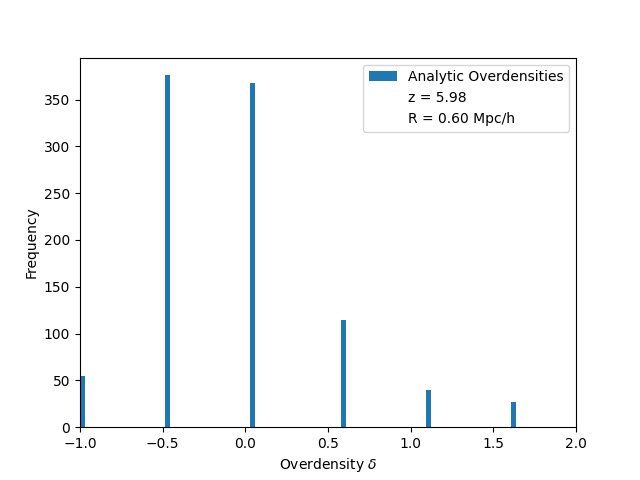 Analytic Overdensities
z = 5.98
R = 0.60 Mpc/h
Frequency
350
300
250
200
150
100
50
0
−1.0 −0.5 0.0 0.5 1.0 1.5 2.0
Overdensity δ